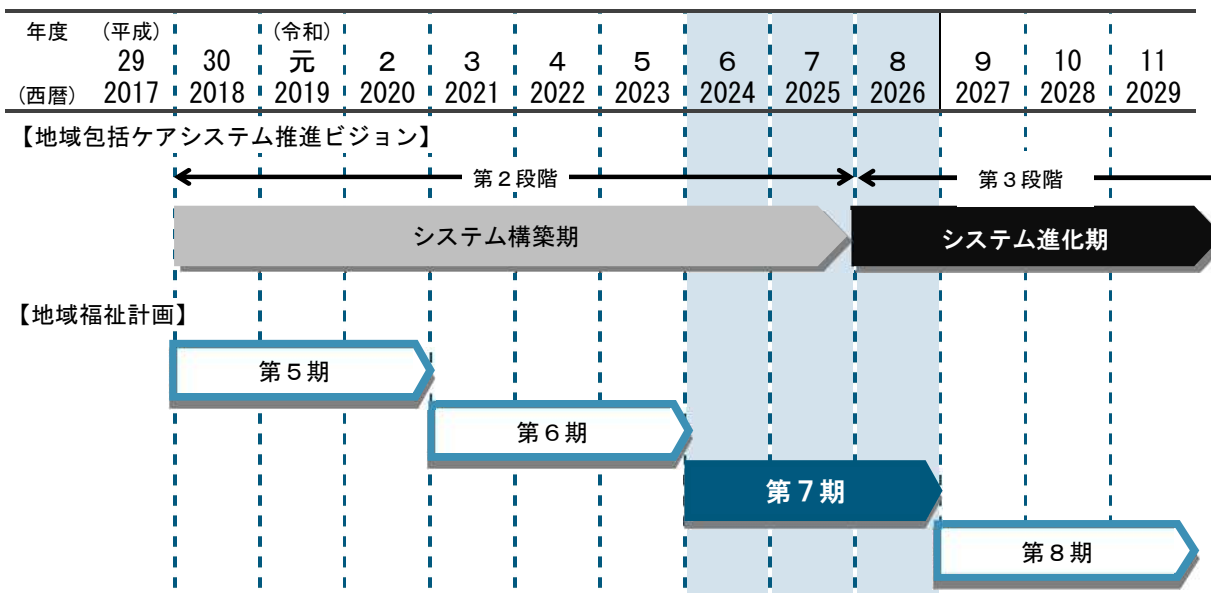 年度 (平成) (令和)
29 30 元 2 3 4 5 6 7 8 9 10 11
(西暦) 2017 2018 2019 2020 2021 2022 2023 2024 2025 2026 2027 2028 2029
【地域包括ケアシステム推進ビジョン】
第2段階 第3段階
システム構築期 システム進化期
【地域福祉計画】
第5期
第6期
第7期
第8期